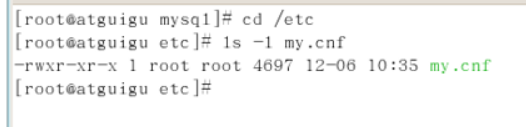 [root@atguigu mysql]# cd /etc
[root@atguigu etc]# ls -l my.cnf
-rwxr-xr-x 1 root root 4697 12-06 10:35 my.cnf
[root@atguigu etc]#